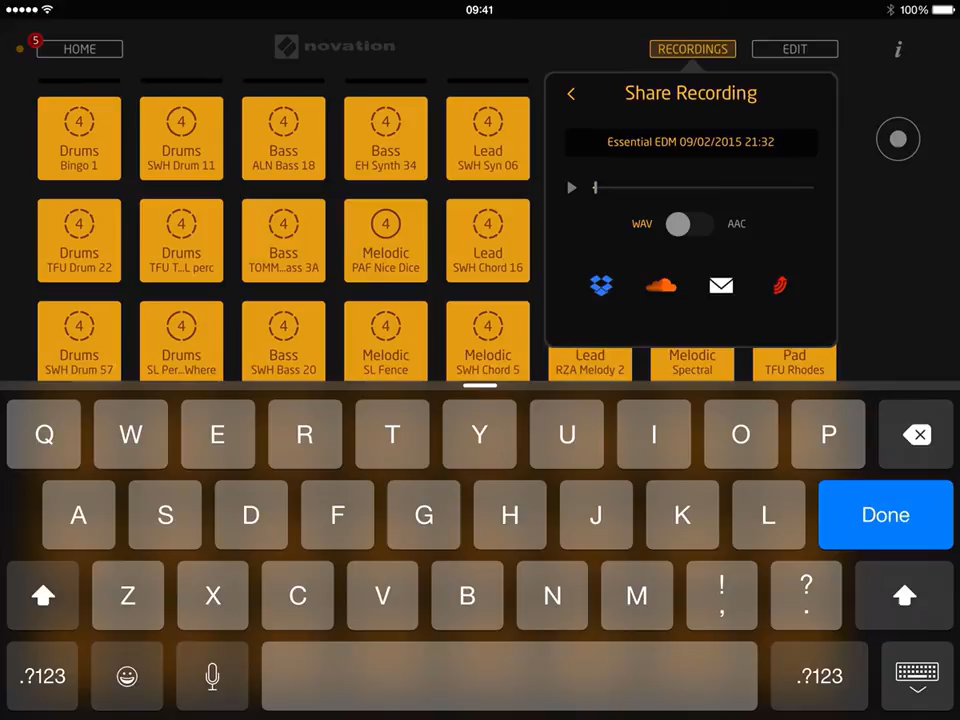 09:41
100%
5
HOME
novation
RECORDINGS
EDIT
i
Share Recording
Essential EDM 09/02/2015 21:32
WAV
AAC
4
Drums
Bingo 1
4
Drums
SWH Drum 11
4
Bass
ALN Bass 18
4
Bass
EH Synth 34
4
Lead
SWH Syn 06
4
Drums
TFU Drum 22
4
Drums
TFU T...L perc
4
Bass
TOMM...ass 3A
4
Melodic
PAF Nice Dice
4
Lead
SWH Chord 16
4
Drums
SWH Drum 57
4
Drums
SL Per...Where
4
Bass
SWH Bass 20
4
Melodic
SL Fence
4
Melodic
SWH Chord 5
Lead
RZA Melody 2
Melodic
Spectral
Pad
TFU Rhodes
Q W E R T Y U I O P
A S D F G H J K L Done
Z X C V B N M ! , ? .
.?123 .?123